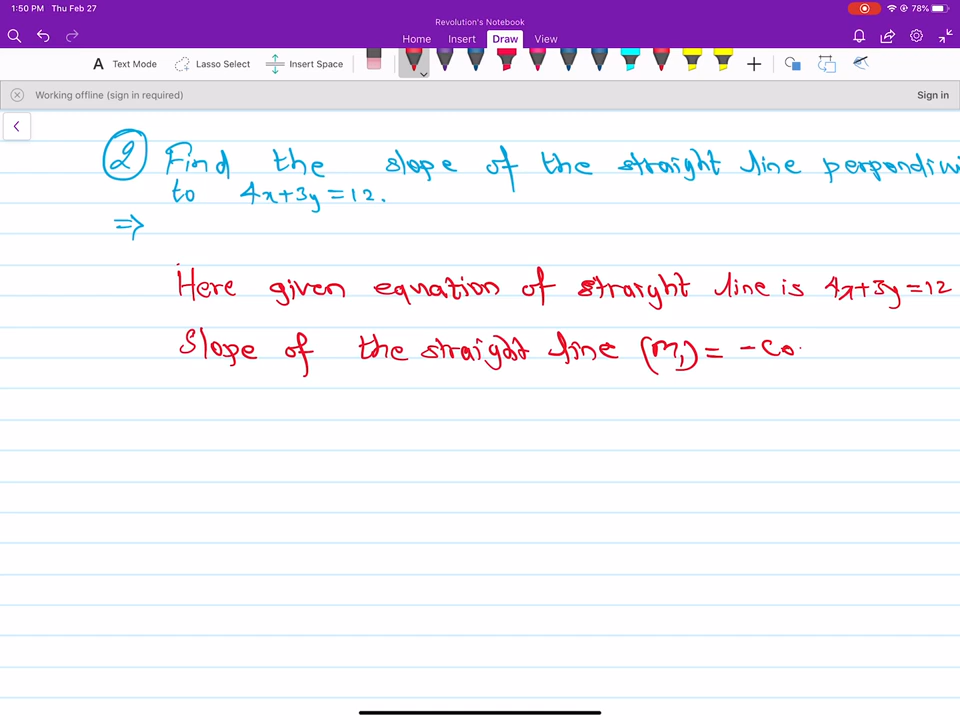 1:50 PM Thu Feb 27
78%
Revolution's Notebook
Home Insert Draw View
A Text Mode Lasso Select Insert Space
Working offline (sign in required) Sign in
② Find the slope of the straight line perpendiu
to 4x+3y=12.
⇒
Here given equation of straight line is 4x+3y=12
Slope of the straight line (m₁) = -co